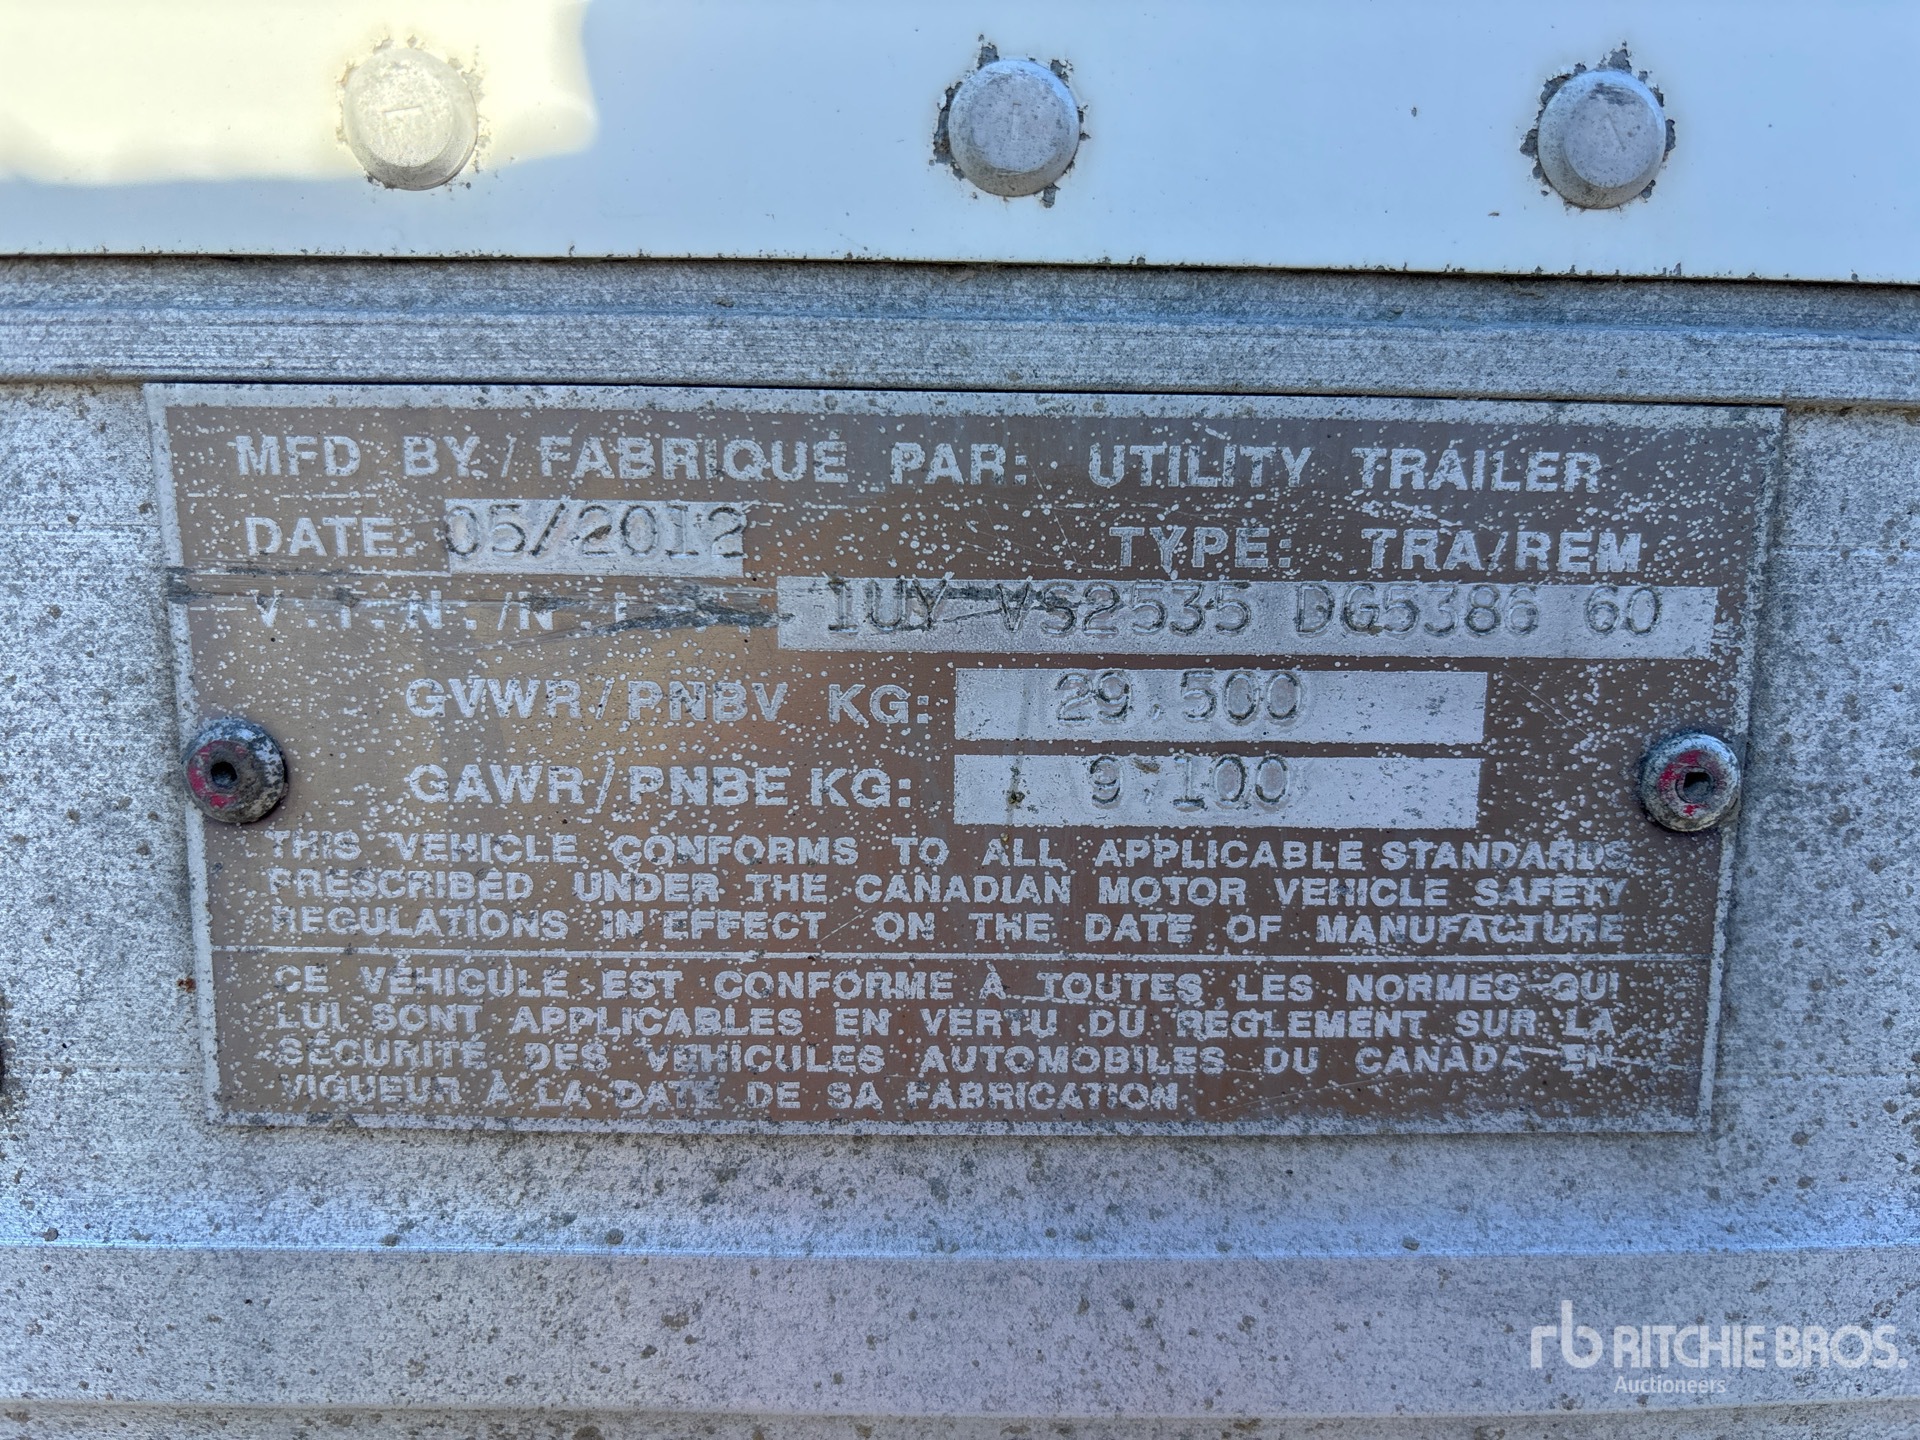 MFD BY / FABRIQUÉ PAR: UTILITY TRAILER
DATE: 05/2012 TYPE: TRA/REM
V.I.N./N.I.V. 1UY VS2535 DG5386 60
GVWR/PNBV KG: 29,500
GAWR/PNBE KG: 9,100
THIS VEHICLE CONFORMS TO ALL APPLICABLE STANDARDS
PRESCRIBED UNDER THE CANADIAN MOTOR VEHICLE SAFETY
REGULATIONS IN EFFECT ON THE DATE OF MANUFACTURE
CE VÉHICULE EST CONFORME À TOUTES LES NORMES QUI
LUI SONT APPLICABLES EN VERTU DU RÉGLEMENT SUR LA
SÉCURITÉ DES VÉHICULES AUTOMOBILES DU CANADA EN
VIGUEUR À LA DATE DE SA FABRICATION
rb RITCHIE BROS.
Auctioneers